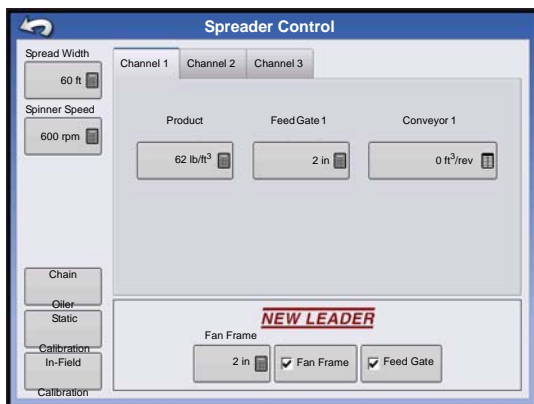 Spreader Control
Spread Width
60 ft
Spinner Speed
600 rpm
Channel 1
Channel 2
Channel 3
Product
Feed Gate 1
Conveyor 1
62 lb/ft³
2 in
0 ft³/rev
Chain
Oiler
Static
Calibration
In-Field
Calibration
NEW LEADER
Fan Frame
2 in
Fan Frame
Feed Gate